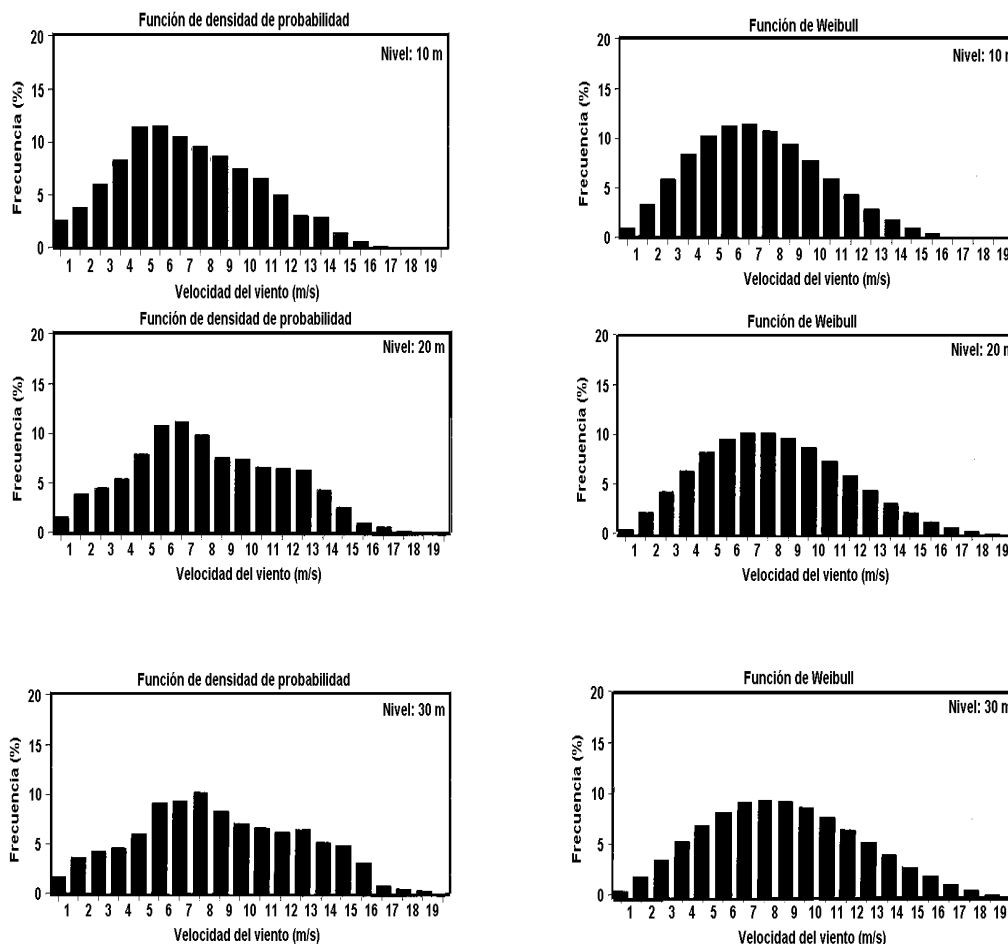 Función de densidad de probabilidad
Nivel: 10 m
Frecuencia (%)
20
15
10
5
0
1 2 3 4 5 6 7 8 9 10 11 12 13 14 15 16 17 18 19
Velocidad del viento (m/s)
Función de Weibull
Nivel: 10 m
Frecuencia (%)
20
15
10
5
0
1 2 3 4 5 6 7 8 9 10 11 12 13 14 15 16 17 18 19
Velocidad del viento (m/s)
Función de densidad de probabilidad
Nivel: 20 m
Frecuencia (%)
20
15
10
5
0
1 2 3 4 5 6 7 8 9 10 11 12 13 14 15 16 17 18 19
Velocidad del viento (m/s)
Función de Weibull
Nivel: 20 m
Frecuencia (%)
20
15
10
5
0
1 2 3 4 5 6 7 8 9 10 11 12 13 14 15 16 17 18 19
Velocidad del viento (m/s)
Función de densidad de probabilidad
Nivel: 30 m
Frecuencia (%)
20
15
10
5
0
1 2 3 4 5 6 7 8 9 10 11 12 13 14 15 16 17 18 19
Velocidad del viento (m/s)
Función de Weibull
Nivel: 30 m
Frecuencia (%)
20
15
10
5
0
1 2 3 4 5 6 7 8 9 10 11 12 13 14 15 16 17 18 19
Velocidad del viento (m/s)